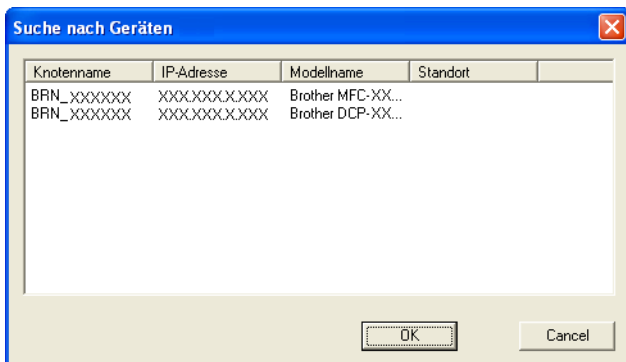 Suche nach Geräten
Knotenname IP-Adresse Modellname Standort
BRN_XXXXXX XXX.XXX.X.XXX Brother MFC-XX...
BRN_XXXXXX XXX.XXX.X.XXX Brother DCP-XX...
OK Cancel